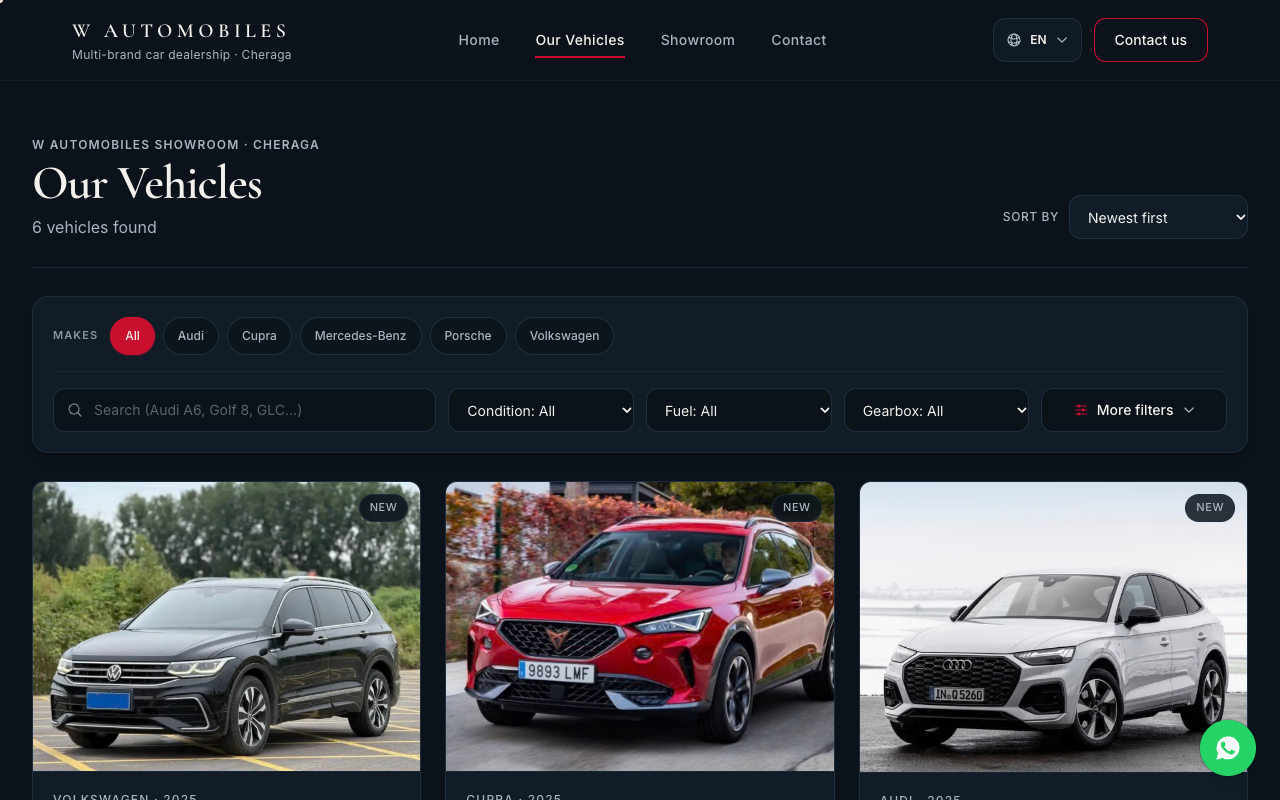 W AUTOMOBILES
Multi-brand car dealership · Cheraga
Home
Our Vehicles
Showroom
Contact
EN
Contact us
W AUTOMOBILES SHOWROOM · CHERAGA
Our Vehicles
6 vehicles found
SORT BY
Newest first
MAKES
All
Audi
Cupra
Mercedes-Benz
Porsche
Volkswagen
Search (Audi A6, Golf 8, GLC...)
Condition: All
Fuel: All
Gearbox: All
More filters
NEW
NEW
NEW
9893 LMF
IN Q 5260
VOLKSWAGEN · 2025
CUPRA · 2025
AUDI · 2025